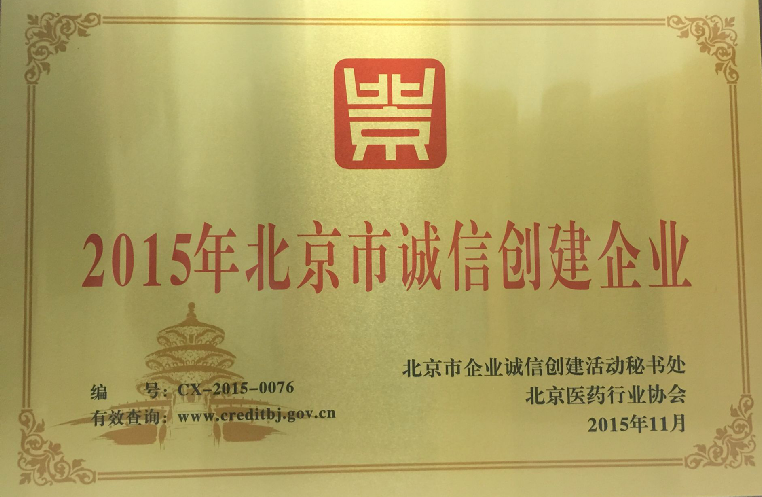 2015年北京市诚信创建企业
编 号：CX-2015-0076
有效查询：www.creditbj.gov.cn
北京市企业诚信创建活动秘书处
北京医药行业协会
2015年11月